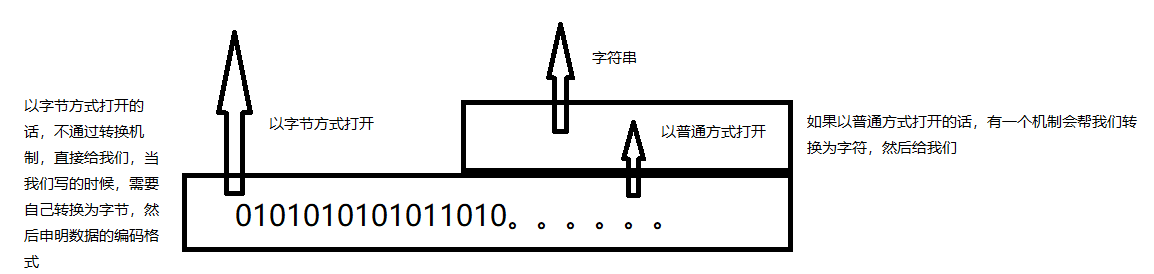 以字节方式打开的
话，不通过转换机
制，直接给我们，当
我们写的时候，需要
自己转换为字节，然
后申明数据的编码格
式
以字节方式打开
字符串
以普通方式打开
如果以普通方式打开的话，有一个机制会帮我们转
换为字符，然后给我们
0101010101011010。。。。。。